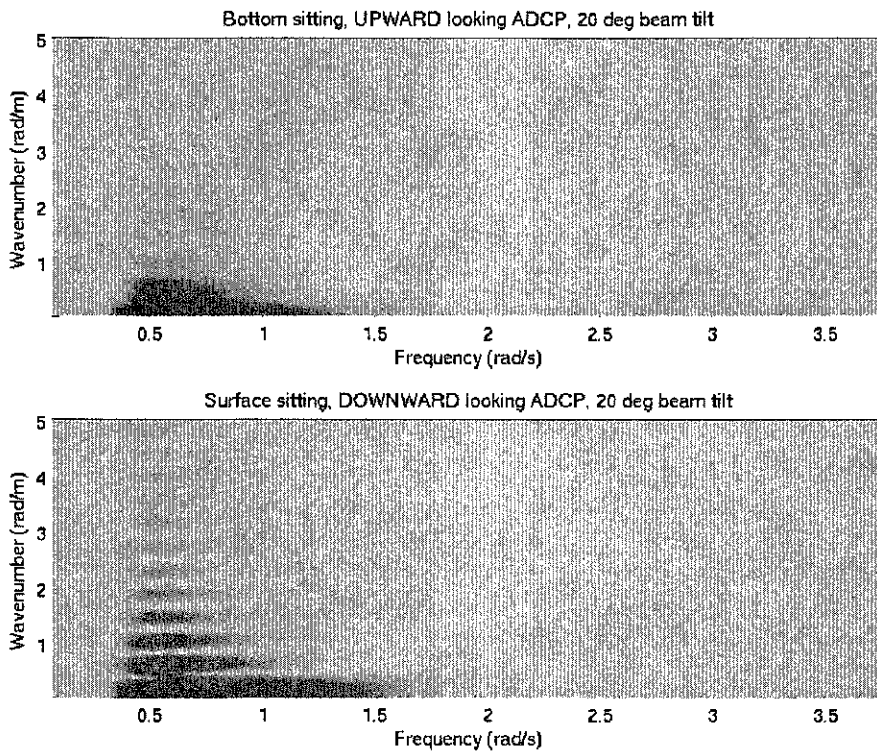 Bottom sitting, UPWARD looking ADCP, 20 deg beam tilt
5
4
3
2
1
Wavenumber (rad/m)
0.5 1 1.5 2 2.5 3 3.5
Frequency (rad/s)
Surface sitting, DOWNWARD looking ADCP, 20 deg beam tilt
5
4
3
2
1
Wavenumber (rad/m)
0.5 1 1.5 2 2.5 3 3.5
Frequency (rad/s)